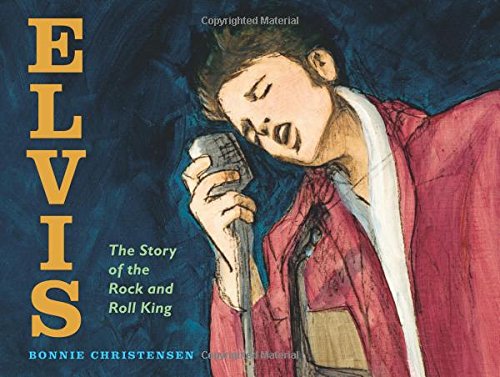 Copyrighted Material
ELVIS
The Story
of the
Rock and
Roll King
BONNIE CHRISTENSEN
Copyrighted Material